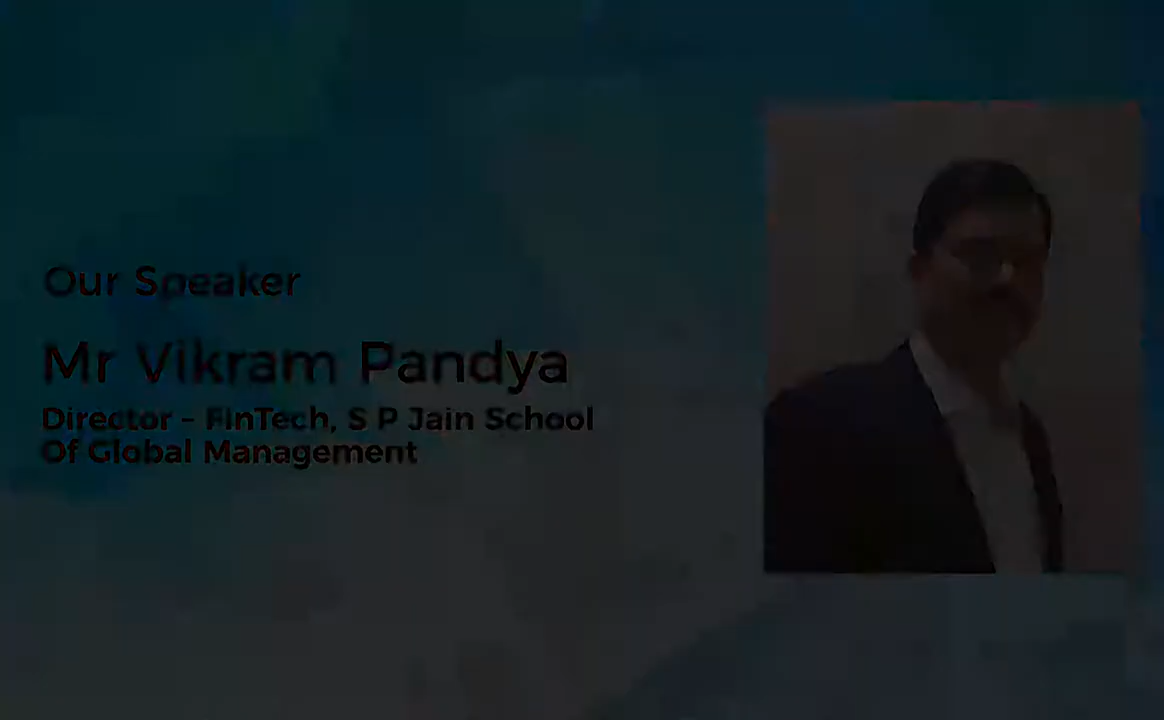 Our Speaker
Mr Vikram Pandya
Director - FinTech, S P Jain School
Of Global Management